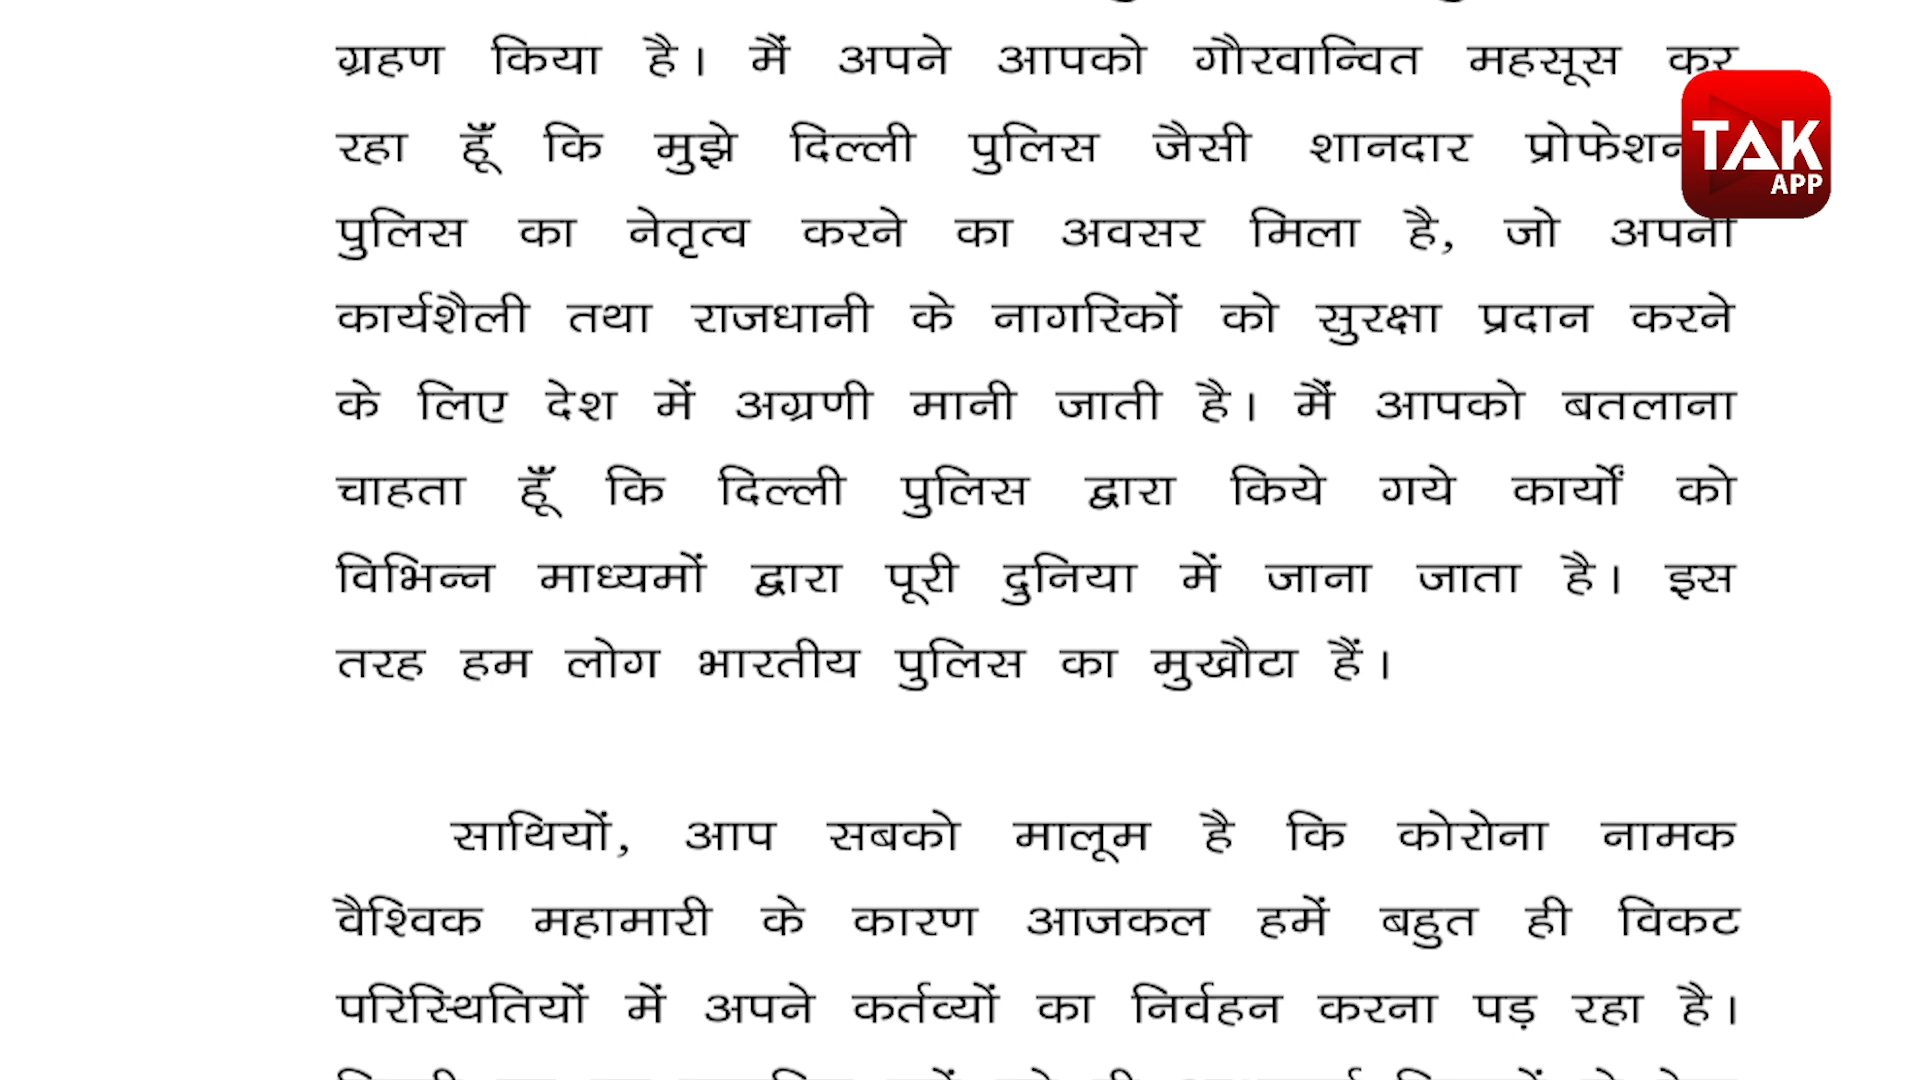 ग्रहण किया है। मैं अपने आपको गौरवान्वित महसूस कर
रहा हूँ कि मुझे दिल्ली पुलिस जैसी शानदार
TAK
APP
पुलिस का नेतृत्व करने का अवसर मिला है, जो अपनी
कार्यशैली तथा राजधानी के नागरिकों को सुरक्षा प्रदान करने
के लिए देश में अग्रणी मानी जाती है। मैं आपको बतलाना
चाहता हूँ कि दिल्ली पुलिस द्वारा किये गये कार्यों को
विभिन्न माध्यमों द्वारा पूरी दुनिया में जाना जाता है। इस
तरह हम लोग भारतीय पुलिस का मुखौटा हैं।
साथियों, आप सबको मालूम है कि कोरोना नामक
वैश्विक महामारी के कारण आजकल हमें बहुत ही विकट
परिस्थितियों में अपने कर्तव्यों का निर्वहन करना पड़ रहा है।